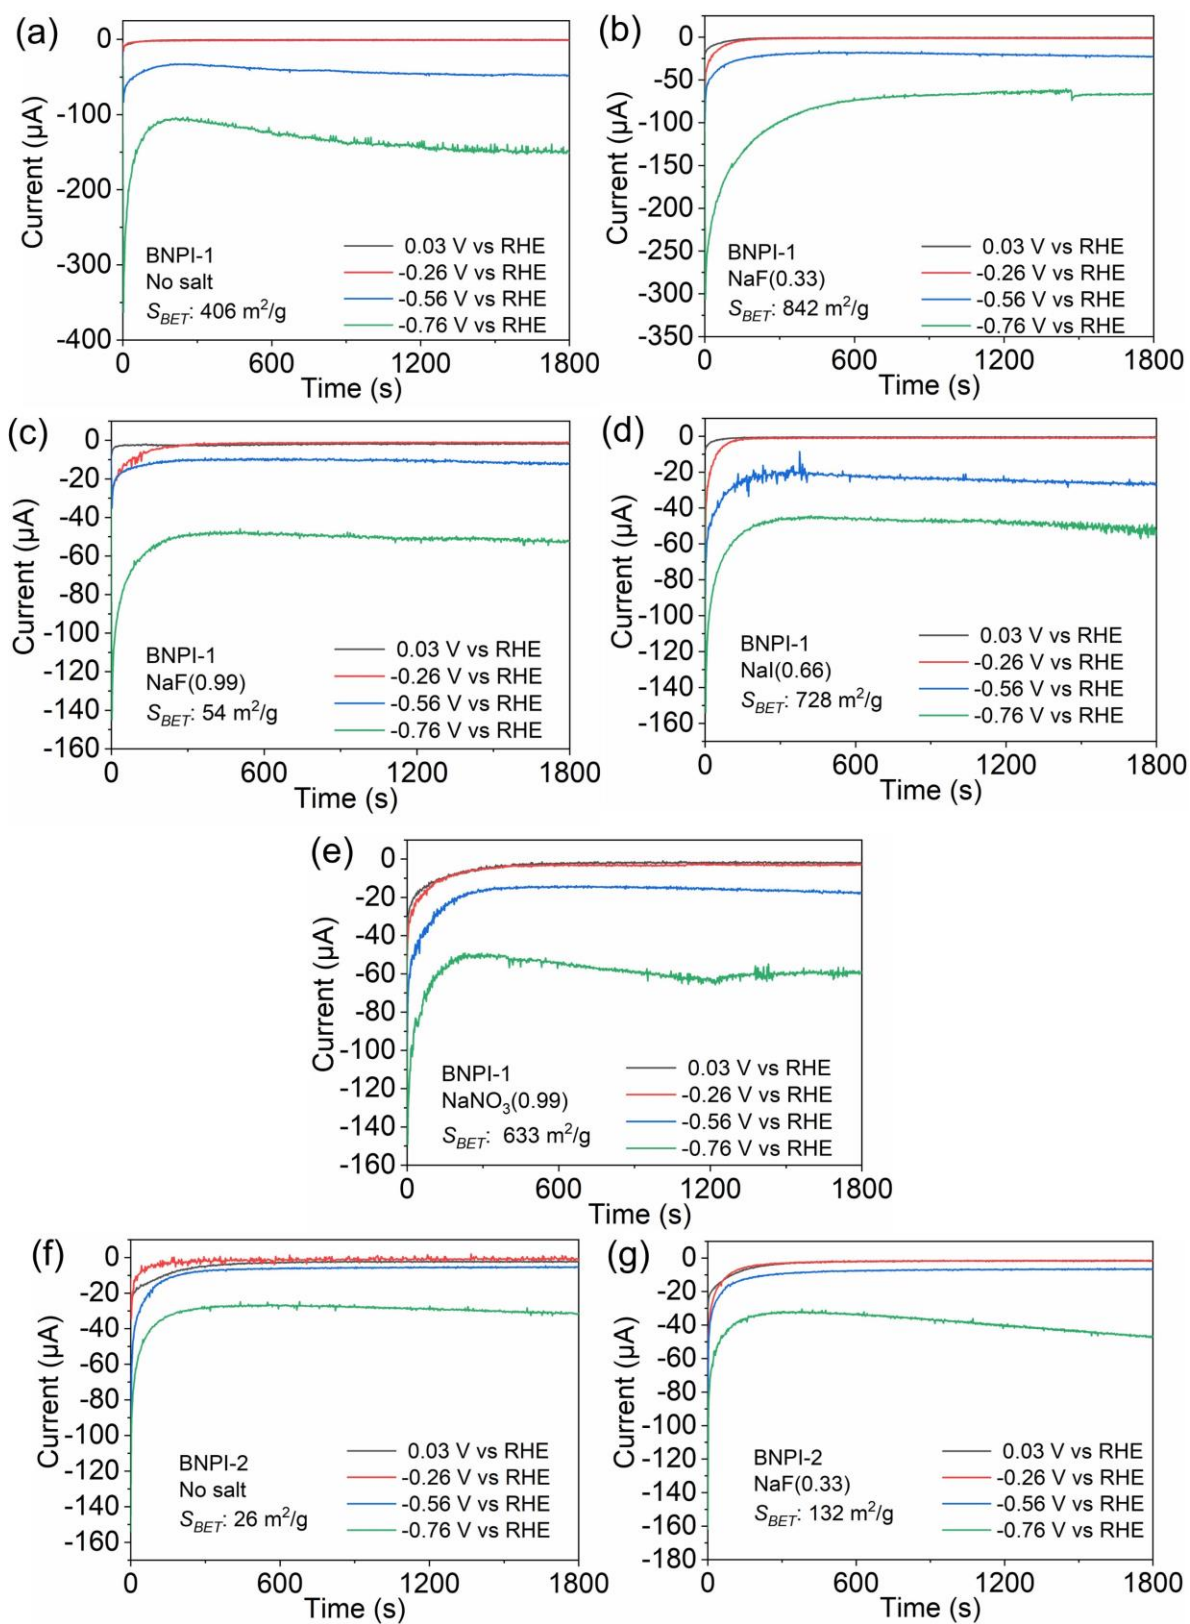 (a)
0
-100
-200
-300
-400
Current (µA)
BNPI-1
No salt
S_BET: 406 m²/g
0.03 V vs RHE
-0.26 V vs RHE
-0.56 V vs RHE
-0.76 V vs RHE
0 600 1200 1800
Time (s)
(b)
0
-50
-100
-150
-200
-250
-300
-350
Current (µA)
BNPI-1
NaF(0.33)
S_BET: 842 m²/g
0.03 V vs RHE
-0.26 V vs RHE
-0.56 V vs RHE
-0.76 V vs RHE
0 600 1200 1800
Time (s)
(c)
0
-20
-40
-60
-80
-100
-120
-140
-160
Current (µA)
BNPI-1
NaF(0.99)
S_BET: 54 m²/g
0.03 V vs RHE
-0.26 V vs RHE
-0.56 V vs RHE
-0.76 V vs RHE
0 600 1200 1800
Time (s)
(d)
0
-20
-40
-60
-80
-100
-120
-140
-160
Current (µA)
BNPI-1
NaI(0.66)
S_BET: 728 m²/g
0.03 V vs RHE
-0.26 V vs RHE
-0.56 V vs RHE
-0.76 V vs RHE
0 600 1200 1800
Time (s)
(e)
0
-20
-40
-60
-80
-100
-120
-140
-160
Current (µA)
BNPI-1
NaNO₃(0.99)
S_BET: 633 m²/g
0.03 V vs RHE
-0.26 V vs RHE
-0.56 V vs RHE
-0.76 V vs RHE
0 600 1200 1800
Time (s)
(f)
0
-20
-40
-60
-80
-100
-120
-140
-160
Current (µA)
BNPI-2
No salt
S_BET: 26 m²/g
0.03 V vs RHE
-0.26 V vs RHE
-0.56 V vs RHE
-0.76 V vs RHE
0 600 1200 1800
Time (s)
(g)
0
-20
-40
-60
-80
-100
-120
-140
-160
-180
Current (µA)
BNPI-2
NaF(0.33)
S_BET: 132 m²/g
0.03 V vs RHE
-0.26 V vs RHE
-0.56 V vs RHE
-0.76 V vs RHE
0 600 1200 1800
Time (s)